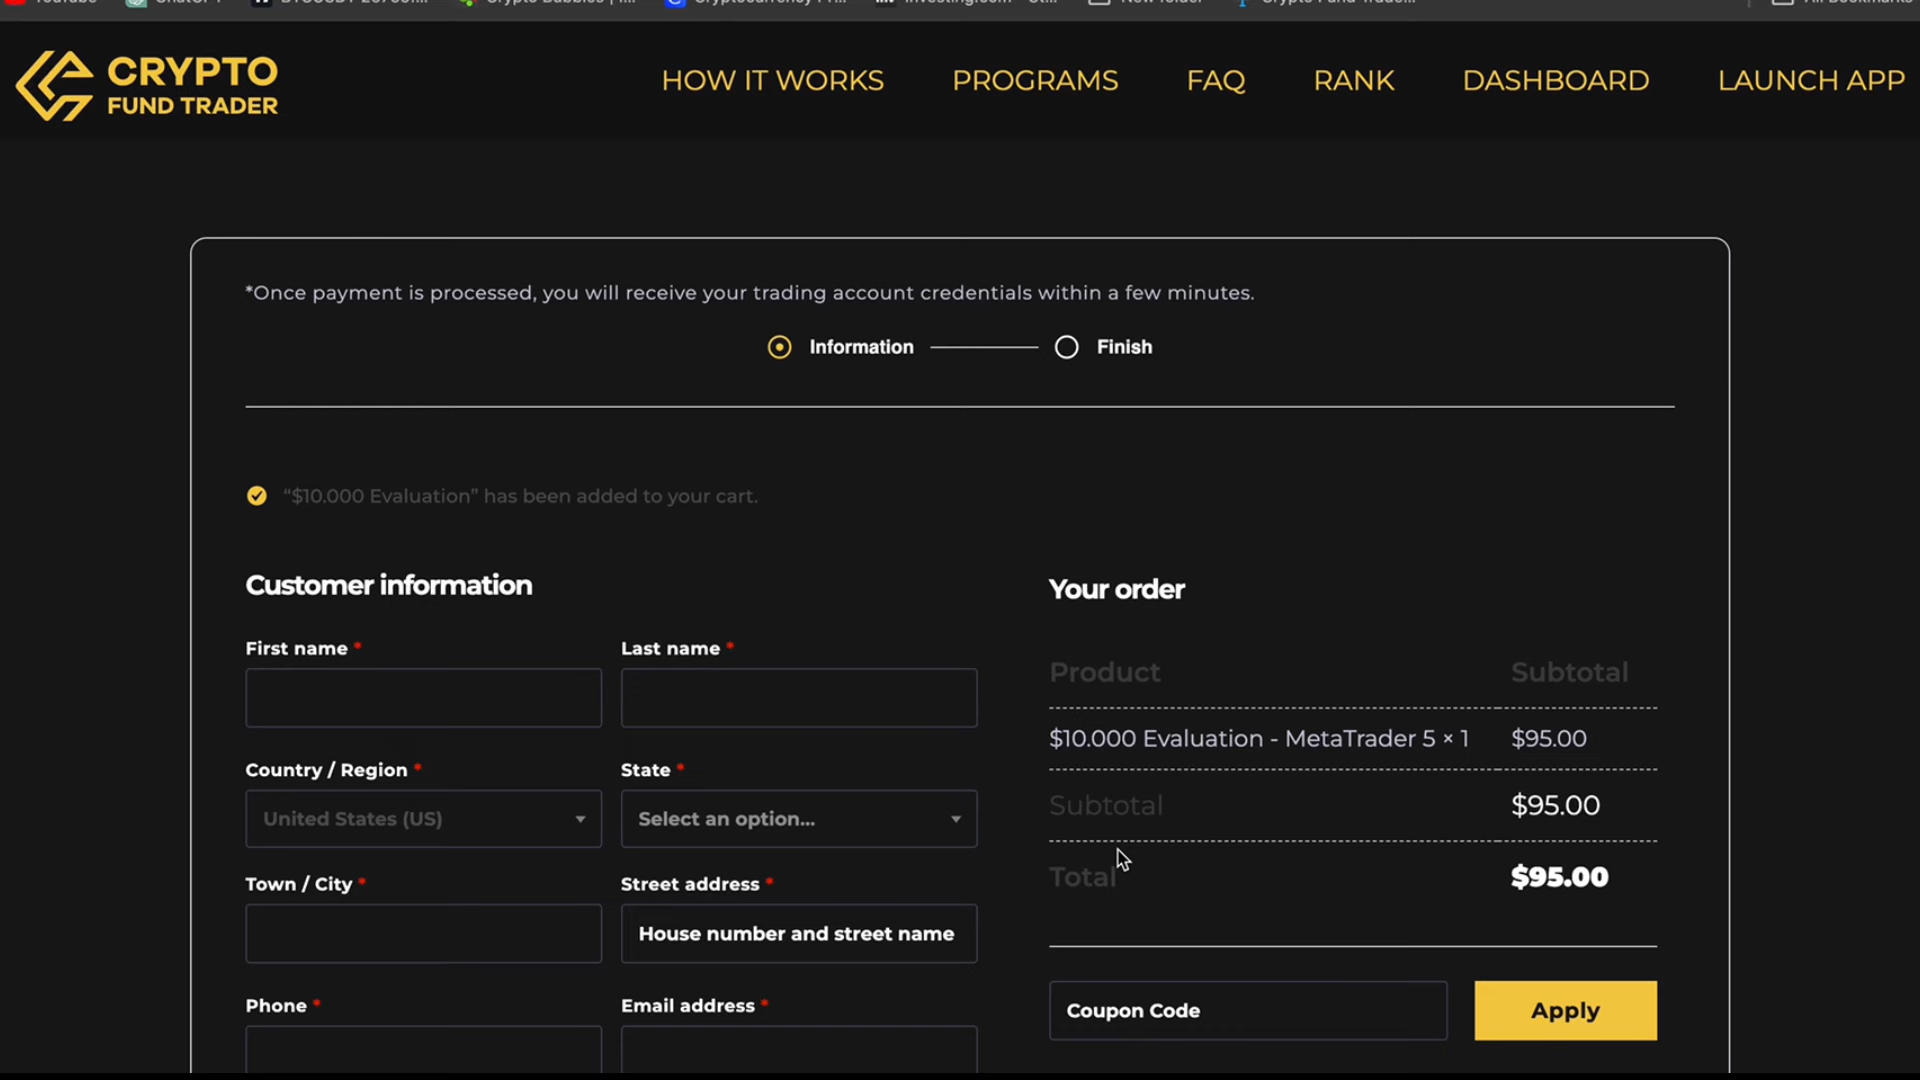 HOW IT WORKS PROGRAMS FAQ RANK DASHBOARD LAUNCH APP
CRYPTO
FUND TRADER
*Once payment is processed, you will receive your trading account credentials within a few minutes.
Information Finish
“$10.000 Evaluation” has been added to your cart.
Customer information
First name * Last name *
Country / Region * State *
United States (US) Select an option...
Town / City * Street address *
House number and street name
Phone * Email address *
Your order
Product Subtotal
$10.000 Evaluation - MetaTrader 5 × 1 $95.00
Subtotal $95.00
Total $95.00
Coupon Code Apply